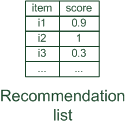 item score
i1 0.9
i2 1
i3 0.3
... ...
Recommendation
list